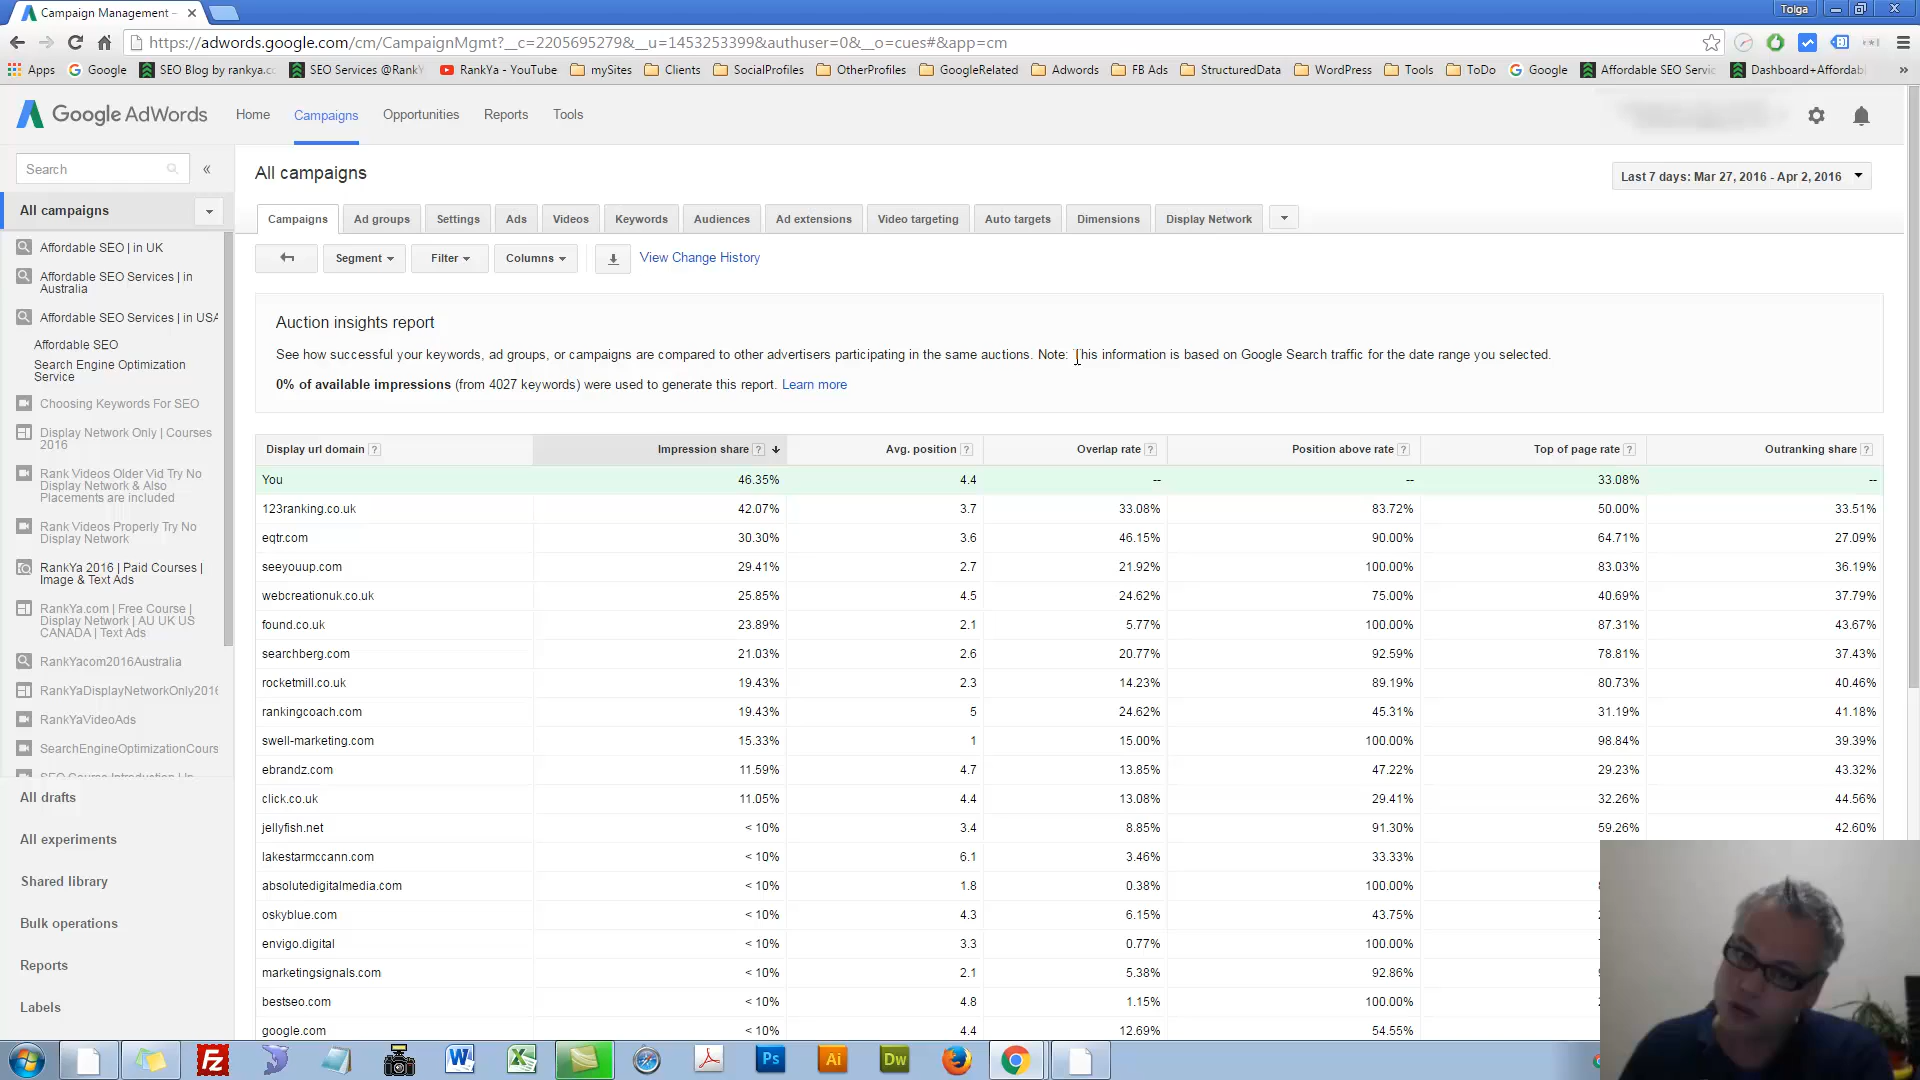 Campaign Management -
Tolga
https://adwords.google.com/cm/CampaignMgmt?__c=2205695279&__u=1453253399&authuser=0&__o=cues#&app=cm
Apps Google SEO Blog by rankya.co SEO Services @RankY RankYa - YouTube mySites Clients SocialProfiles OtherProfiles GoogleRelated Adwords FB Ads StructuredData WordPress Tools ToDo Google Affordable SEO Servic Dashboard+Affordabl »
Google AdWords Home Campaigns Opportunities Reports Tools
Search «
All campaigns
Last 7 days: Mar 27, 2016 - Apr 2, 2016
All campaigns
Campaigns Ad groups Settings Ads Videos Keywords Audiences Ad extensions Video targeting Auto targets Dimensions Display Network
Segment Filter Columns View Change History
Affordable SEO | in UK
Affordable SEO Services | in
Australia
Affordable SEO Services | in USA
Affordable SEO
Search Engine Optimization
Service
Choosing Keywords For SEO
Display Network Only | Courses
2016
Rank Videos Older Vid Try No
Display Network & Also
Placements are included
Rank Videos Properly Try No
Display Network
RankYa 2016 | Paid Courses |
Image & Text Ads
RankYa.com | Free Course |
Display Network | AU UK US
CANADA | Text Ads
RankYacom2016Australia
RankYaDisplayNetworkOnly2016
RankYaVideoAds
SearchEngineOptimizationCours
All drafts
All experiments
Shared library
Bulk operations
Reports
Labels
Auction insights report
See how successful your keywords, ad groups, or campaigns are compared to other advertisers participating in the same auctions. Note: This information is based on Google Search traffic for the date range you selected.
0% of available impressions (from 4027 keywords) were used to generate this report. Learn more
Display url domain ? Impression share ? Avg. position ? Overlap rate ? Position above rate ? Top of page rate ? Outranking share ?
You 46.35% 4.4 -- -- 33.08% --
123ranking.co.uk 42.07% 3.7 33.08% 83.72% 50.00% 33.51%
eqtr.com 30.30% 3.6 46.15% 90.00% 64.71% 27.09%
seeyouup.com 29.41% 2.7 21.92% 100.00% 83.03% 36.19%
webcreationuk.co.uk 25.85% 4.5 24.62% 75.00% 40.69% 37.79%
found.co.uk 23.89% 2.1 5.77% 100.00% 87.31% 43.67%
searchberg.com 21.03% 2.6 20.77% 92.59% 78.81% 37.43%
rocketmill.co.uk 19.43% 2.3 14.23% 89.19% 80.73% 40.46%
rankingcoach.com 19.43% 5 24.62% 45.31% 31.19% 41.18%
swell-marketing.com 15.33% 1 15.00% 100.00% 98.84% 39.39%
ebrandz.com 11.59% 4.7 13.85% 47.22% 29.23% 43.32%
click.co.uk 11.05% 4.4 13.08% 29.41% 32.26% 44.56%
jellyfish.net < 10% 3.4 8.85% 91.30% 59.26% 42.60%
lakestarmccann.com < 10% 6.1 3.46% 33.33%
absolutedigitalmedia.com < 10% 1.8 0.38% 100.00%
oskyblue.com < 10% 4.3 6.15% 43.75%
envigo.digital < 10% 3.3 0.77% 100.00%
marketingsignals.com < 10% 2.1 5.38% 92.86%
bestseo.com < 10% 4.8 1.15% 100.00%
google.com < 10% 4.4 12.69% 54.55%
Fz W X Ps Ai Dw